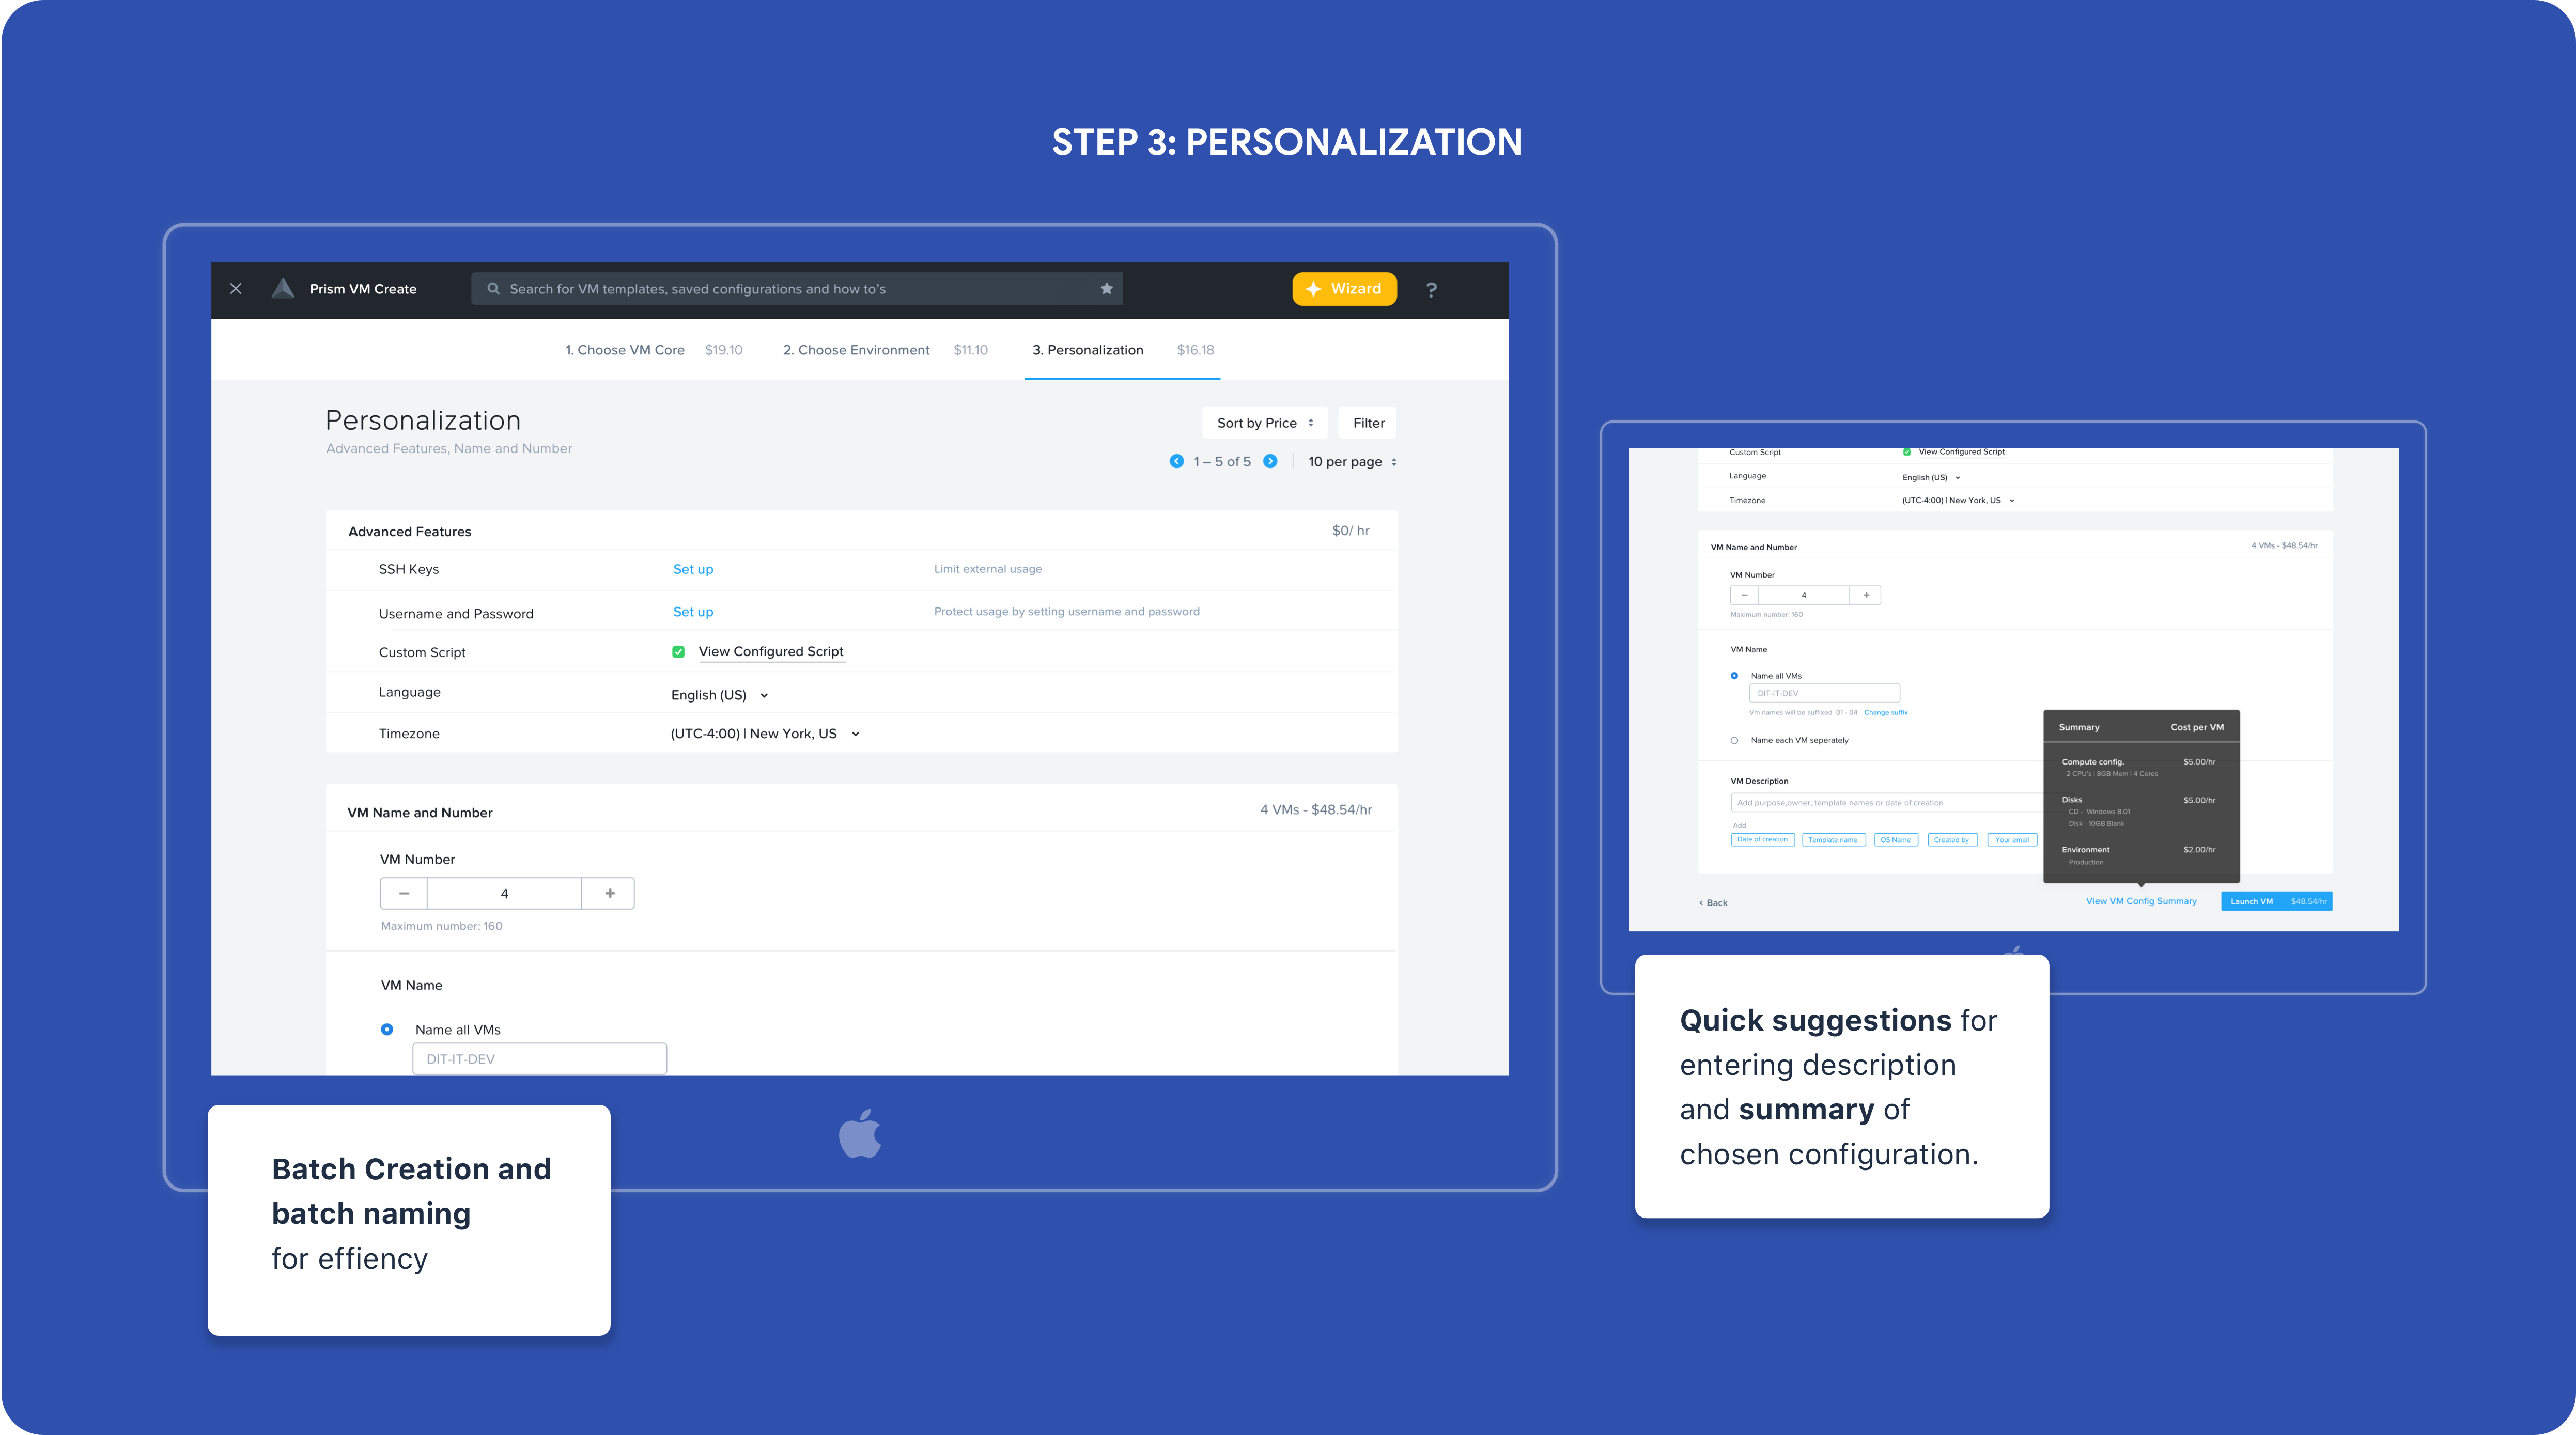 STEP 3: PERSONALIZATION
Prism VM Create
Search for VM templates, saved configurations and how to's
Wizard
?
1. Choose VM Core $19.10
2. Choose Environment $11.10
3. Personalization $16.18
Personalization
Advanced Features, Name and Number
Sort by Price
Filter
1 – 5 of 5
10 per page
Advanced Features $0/ hr
SSH Keys Set up Limit external usage
Username and Password Set up Protect usage by setting username and password
Custom Script View Configured Script
Language English (US)
Timezone (UTC-4:00) | New York, US
VM Name and Number 4 VMs - $48.54/hr
VM Number
− 4 +
Maximum number: 160
VM Name
Name all VMs
DIT-IT-DEV
Batch Creation and
batch naming
for effiency
Custom Script View Configured Script
Language English (US)
Timezone (UTC-4:00) | New York, US
VM Name and Number 4 VMs - $48.54/hr
VM Number
− 4 +
Maximum number: 160
VM Name
Name all VMs
DIT-IT-DEV
Vm names will be suffixed 01 - 04 Change suffix
Name each VM seperately
VM Description
Add purpose,owner, template names or date of creation
Add
Date of creation Template name OS Name Created by Your email
Summary Cost per VM
Compute config. $5.00/hr
2 CPU's | 8GB Mem | 4 Cores
Disks $5.00/hr
CD - Windows 8.01
Disk - 10GB Blank
Environment $2.00/hr
Production
< Back
View VM Config Summary
Launch VM $48.54/hr
Quick suggestions for
entering description
and summary of
chosen configuration.